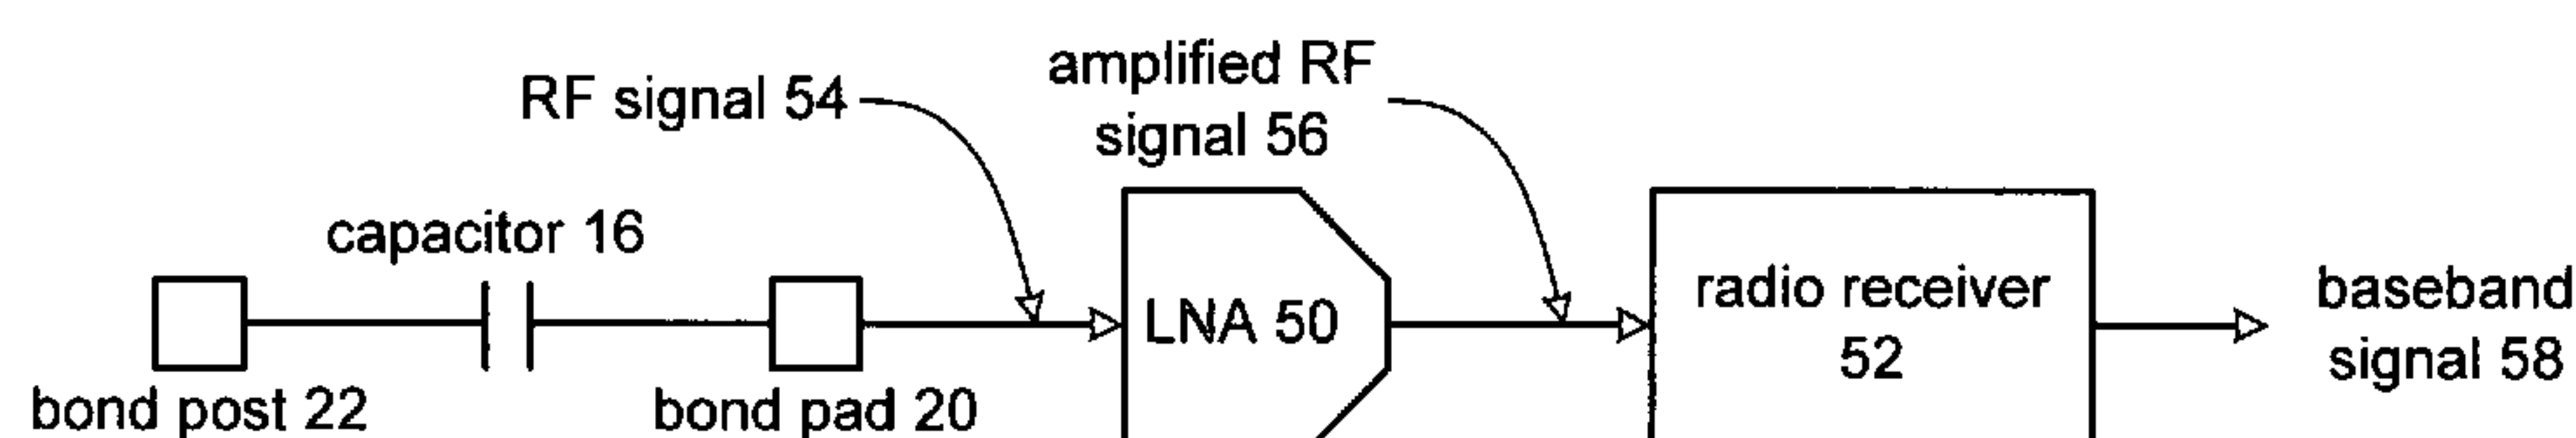 amplified RF
signal 56
RF signal 54
capacitor 16
LNA 50
radio receiver
52
baseband
signal 58
bond post 22
bond pad 20